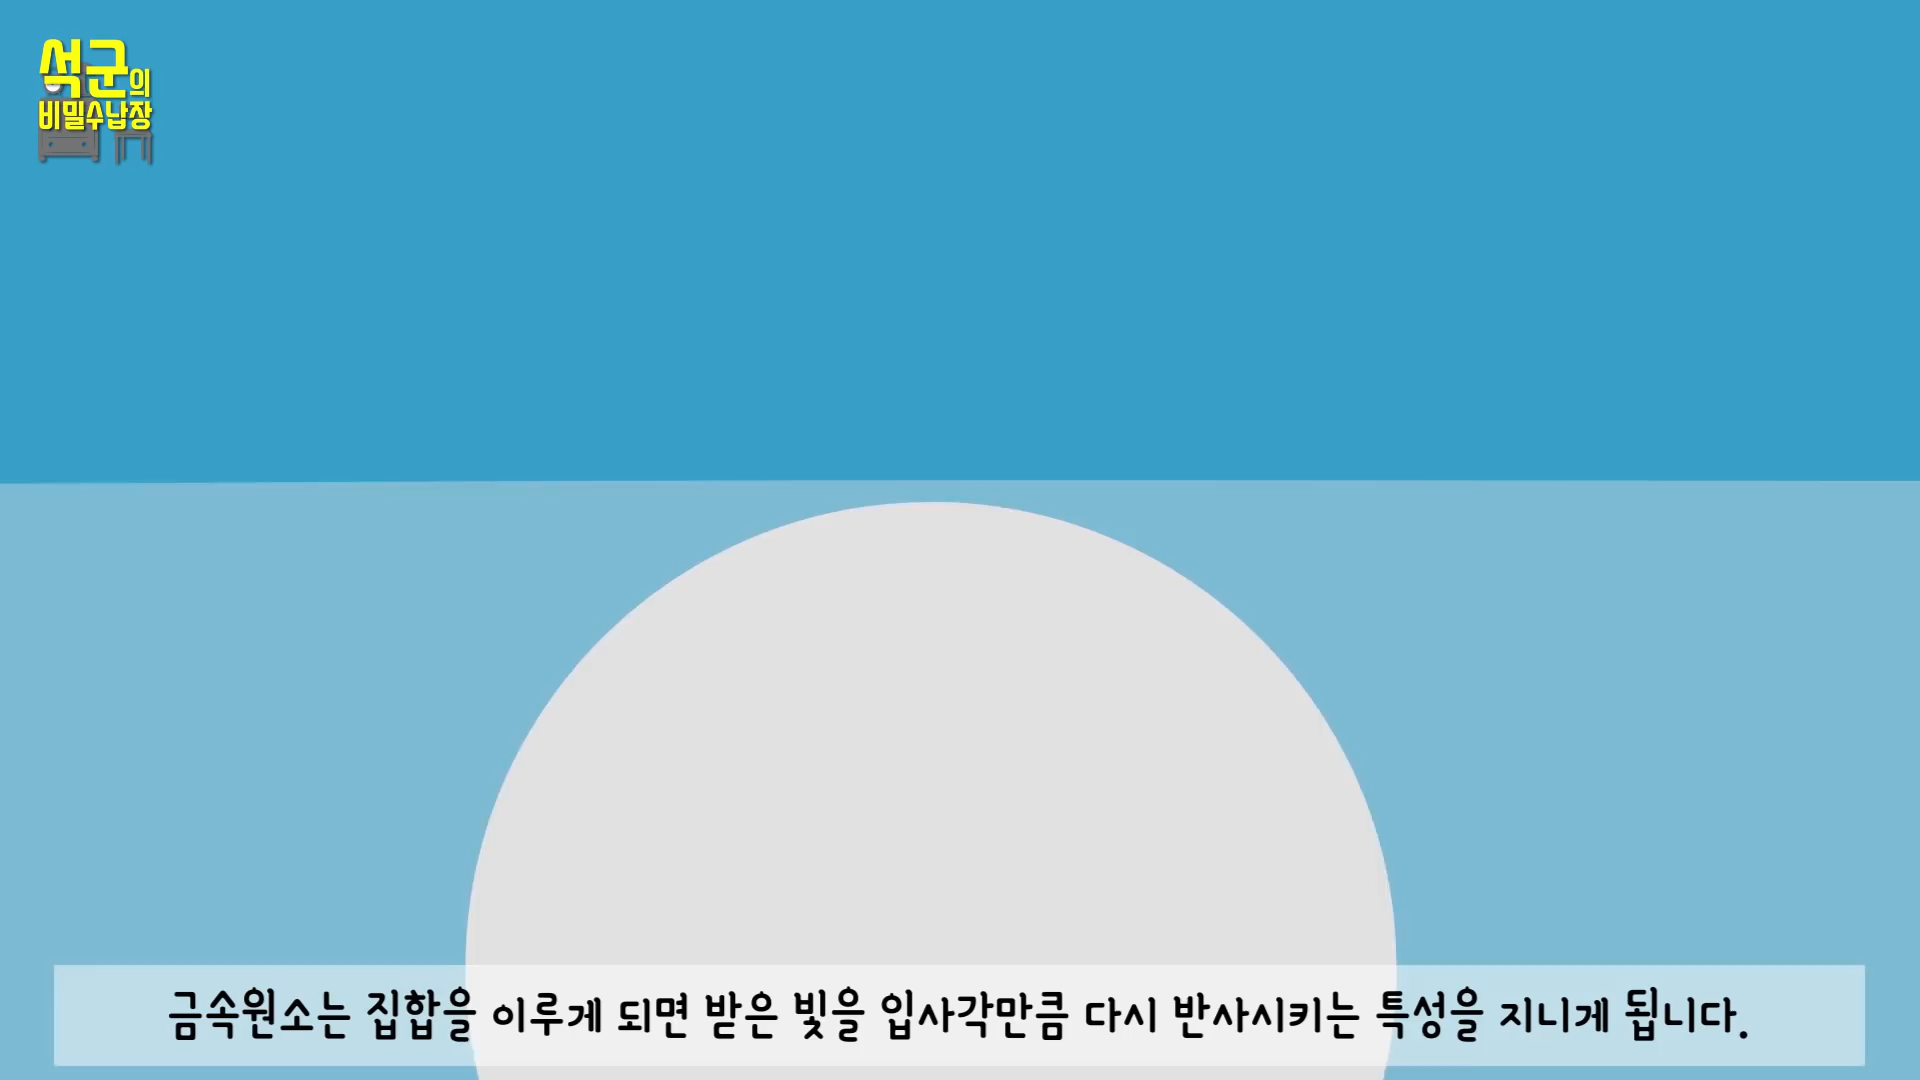 석군의
비밀수납장
금속원소는 집합을 이루게 되면 받은 빛을 입사각만큼 다시 반사시키는 특성을 지니게 됩니다.